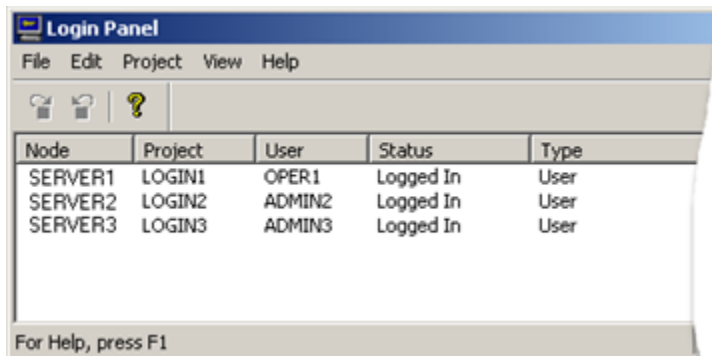 Login Panel
File Edit Project View Help
Node Project User Status Type
SERVER1 LOGIN1 OPER1 Logged In User
SERVER2 LOGIN2 ADMIN2 Logged In User
SERVER3 LOGIN3 ADMIN3 Logged In User
For Help, press F1